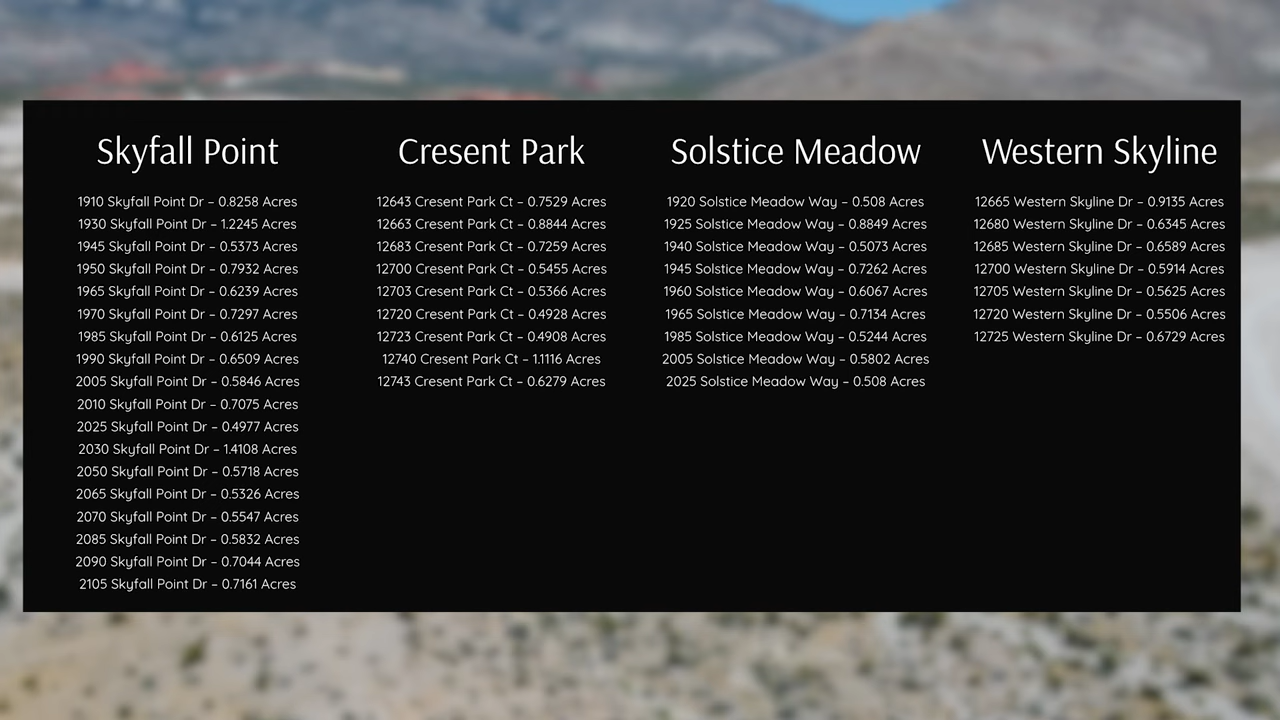 Skyfall Point
1910 Skyfall Point Dr – 0.8258 Acres
1930 Skyfall Point Dr – 1.2245 Acres
1945 Skyfall Point Dr – 0.5373 Acres
1950 Skyfall Point Dr – 0.7932 Acres
1965 Skyfall Point Dr – 0.6239 Acres
1970 Skyfall Point Dr – 0.7297 Acres
1985 Skyfall Point Dr – 0.6125 Acres
1990 Skyfall Point Dr – 0.6509 Acres
2005 Skyfall Point Dr – 0.5846 Acres
2010 Skyfall Point Dr – 0.7075 Acres
2025 Skyfall Point Dr – 0.4977 Acres
2030 Skyfall Point Dr – 1.4108 Acres
2050 Skyfall Point Dr – 0.5718 Acres
2065 Skyfall Point Dr – 0.5326 Acres
2070 Skyfall Point Dr – 0.5547 Acres
2085 Skyfall Point Dr – 0.5832 Acres
2090 Skyfall Point Dr – 0.7044 Acres
2105 Skyfall Point Dr – 0.7161 Acres
Cresent Park
12643 Cresent Park Ct – 0.7529 Acres
12663 Cresent Park Ct – 0.8844 Acres
12683 Cresent Park Ct – 0.7259 Acres
12700 Cresent Park Ct – 0.5455 Acres
12703 Cresent Park Ct – 0.5366 Acres
12720 Cresent Park Ct – 0.4928 Acres
12723 Cresent Park Ct – 0.4908 Acres
12740 Cresent Park Ct – 1.1116 Acres
12743 Cresent Park Ct – 0.6279 Acres
Solstice Meadow
1920 Solstice Meadow Way – 0.508 Acres
1925 Solstice Meadow Way – 0.8849 Acres
1940 Solstice Meadow Way – 0.5073 Acres
1945 Solstice Meadow Way – 0.7262 Acres
1960 Solstice Meadow Way – 0.6067 Acres
1965 Solstice Meadow Way – 0.7134 Acres
1985 Solstice Meadow Way – 0.5244 Acres
2005 Solstice Meadow Way – 0.5802 Acres
2025 Solstice Meadow Way – 0.508 Acres
Western Skyline
12665 Western Skyline Dr – 0.9135 Acres
12680 Western Skyline Dr – 0.6345 Acres
12685 Western Skyline Dr – 0.6589 Acres
12700 Western Skyline Dr – 0.5914 Acres
12705 Western Skyline Dr – 0.5625 Acres
12720 Western Skyline Dr – 0.5506 Acres
12725 Western Skyline Dr – 0.6729 Acres